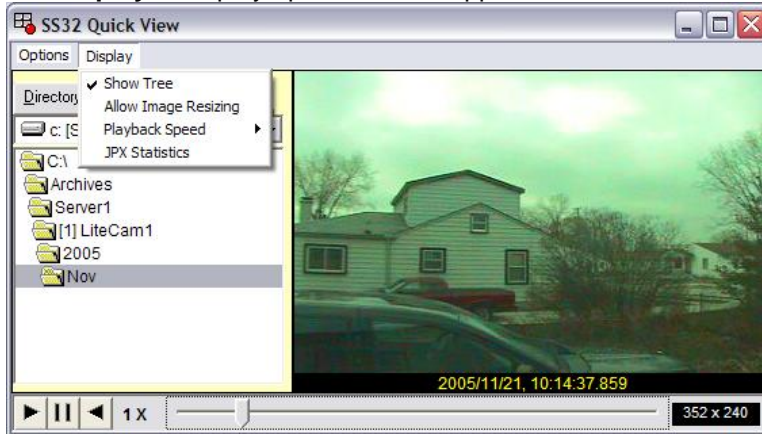 SS32 Quick View
Options Display
Show Tree
Allow Image Resizing
Playback Speed
JPX Statistics
Directory
c: [S
C:\
Archives
Server1
[1] LiteCam1
2005
Nov
2005/11/21, 10:14:37.859
1 X
352 x 240